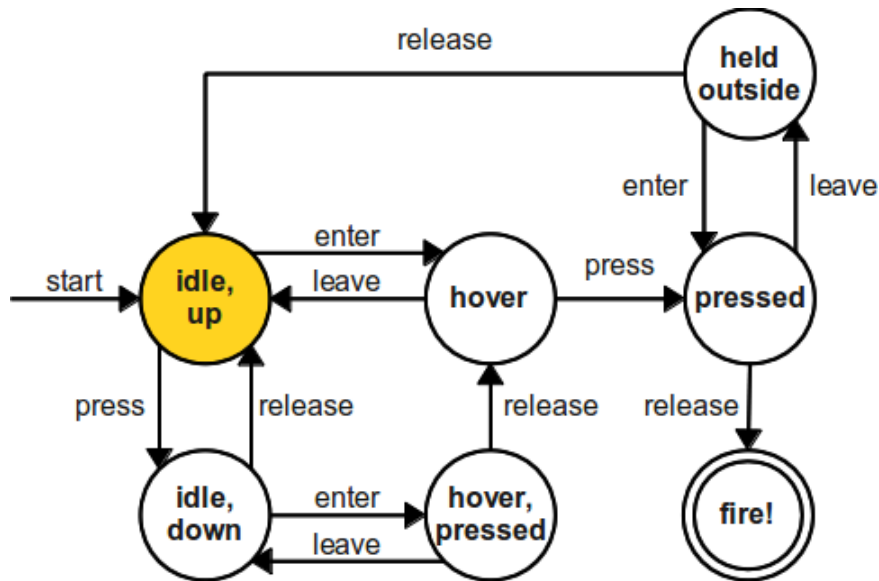 release
held
outside
enter
leave
enter
start
idle,
up
leave
hover
press
pressed
press
release
release
release
idle,
down
enter
leave
hover,
pressed
fire!